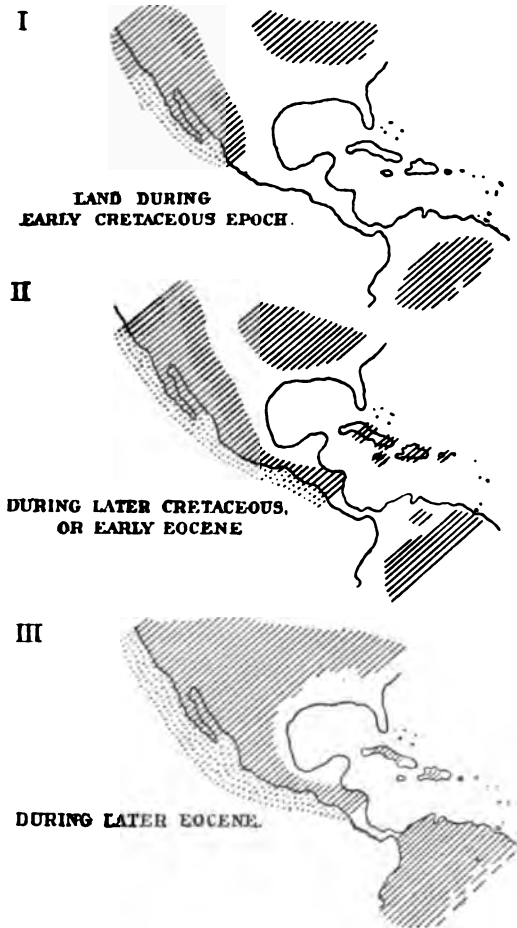 I
LAND DURING
EARLY CRETACEOUS EPOCH.
II
DURING LATER CRETACEOUS,
OR EARLY EOCENE
III
DURING LATER EOCENE.